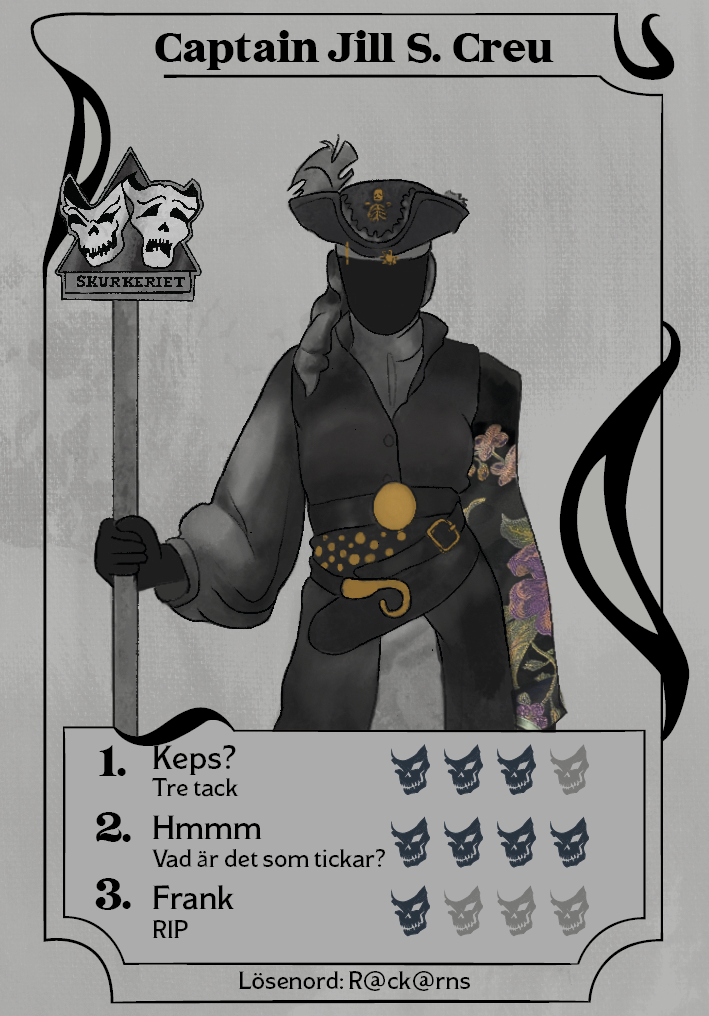 Captain Jill S. Creu
SKURKERIET
1. Keps?
Tre tack
2. Hmmm
Vad är det som tickar?
3. Frank
RIP
Lösenord: R@ck@rns